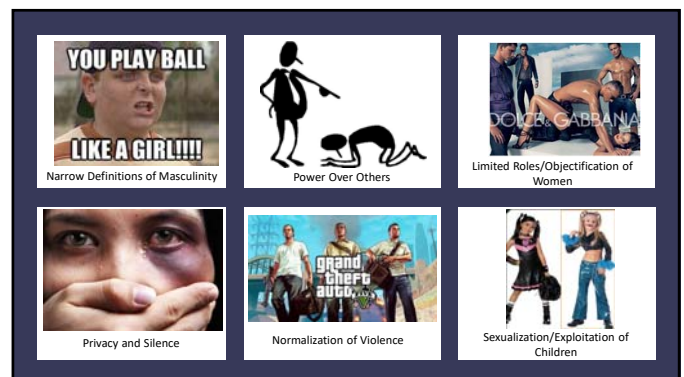 YOU PLAY BALL
LIKE A GIRL!!!!
Narrow Definitions of Masculinity
Power Over Others
DOLCE & GABBANA
Limited Roles/Objectification of
Women
Privacy and Silence
grand
theft
auto
V
Normalization of Violence
Sexualization/Exploitation of
Children